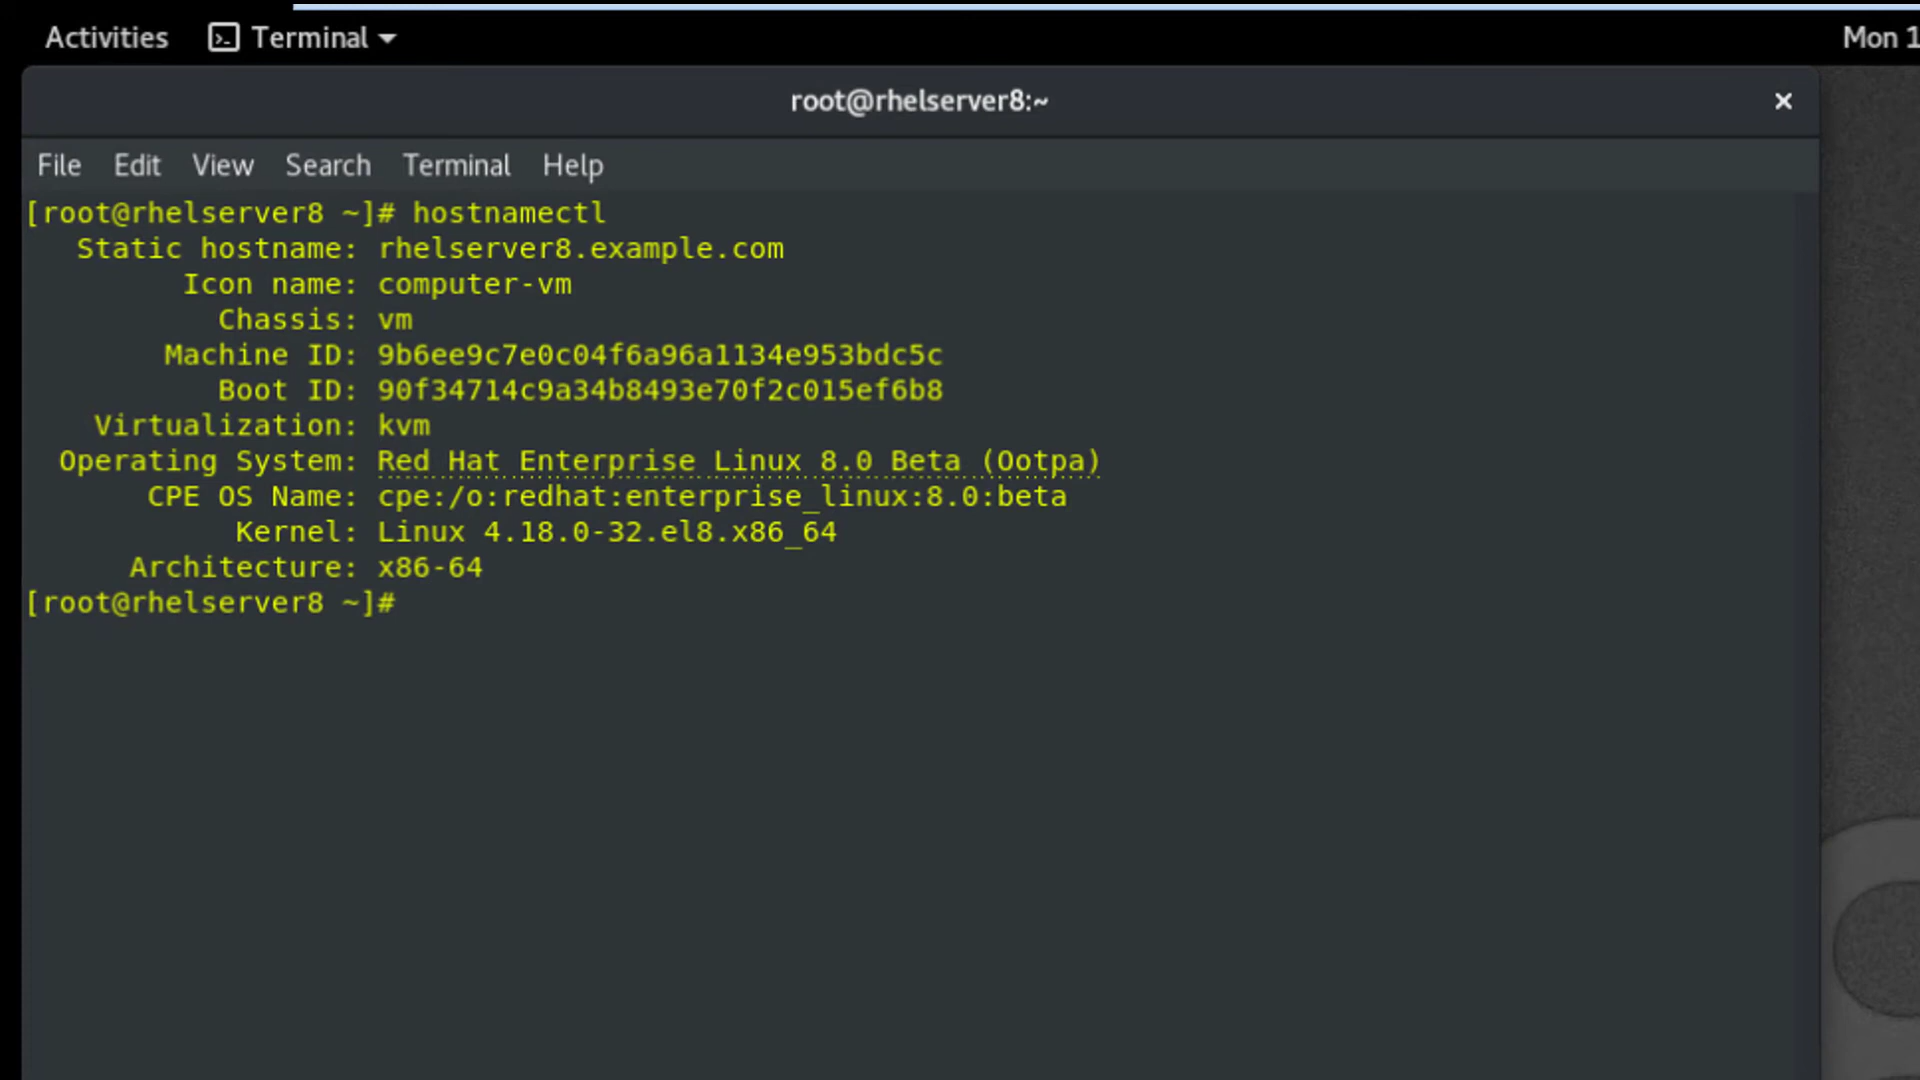 Activities Terminal Mon 1
root@rhelserver8:~
File Edit View Search Terminal Help
[root@rhelserver8 ~]# hostnamectl
Static hostname: rhelserver8.example.com
Icon name: computer-vm
Chassis: vm
Machine ID: 9b6ee9c7e0c04f6a96a1134e953bdc5c
Boot ID: 90f34714c9a34b8493e70f2c015ef6b8
Virtualization: kvm
Operating System: Red Hat Enterprise Linux 8.0 Beta (Ootpa)
CPE OS Name: cpe:/o:redhat:enterprise_linux:8.0:beta
Kernel: Linux 4.18.0-32.el8.x86_64
Architecture: x86-64
[root@rhelserver8 ~]#